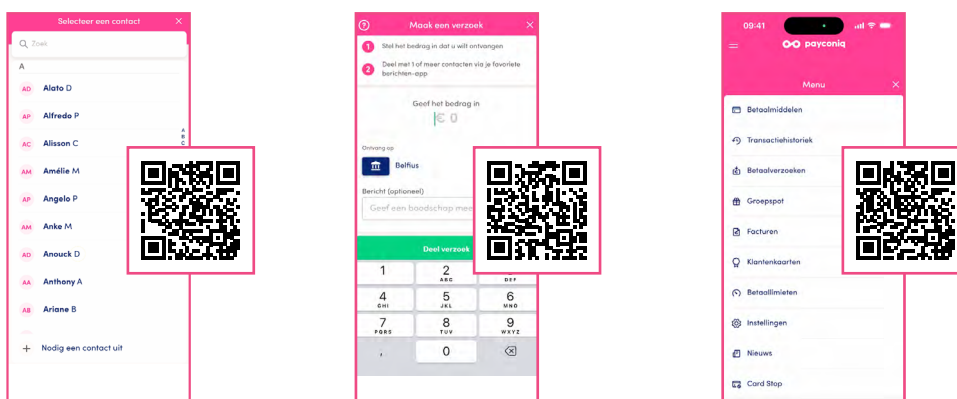 Selecteer een contact
Zoek
A
AD Alato D
AP Alfredo P
AC Alisson C
AM Amélie M
AP Angelo P
AM Anke M
AD Anouck D
AA Anthony A
AB Ariane B
A
B
C
+ Nodig een contact uit
Maak een verzoek
1 Stel het bedrag in dat u wilt ontvangen
2 Deel met 1 of meer contacten via je favoriete
berichten-app
Geef het bedrag in
€ 0
Ontvang op
Belfius
Bericht (optioneel)
Geef een boodschap mee
Deel verzoek
1 2
ABC DEF
4 5 6
GHI JKL MNO
7 8 9
PQRS TUV WXYZ
, 0
09:41
payconiq
Menu
Betaalmiddelen
Transactiehistoriek
Betaalverzoeken
Groepspot
Facturen
Klantenkaarten
Betaallimieten
Instellingen
Nieuws
Card Stop